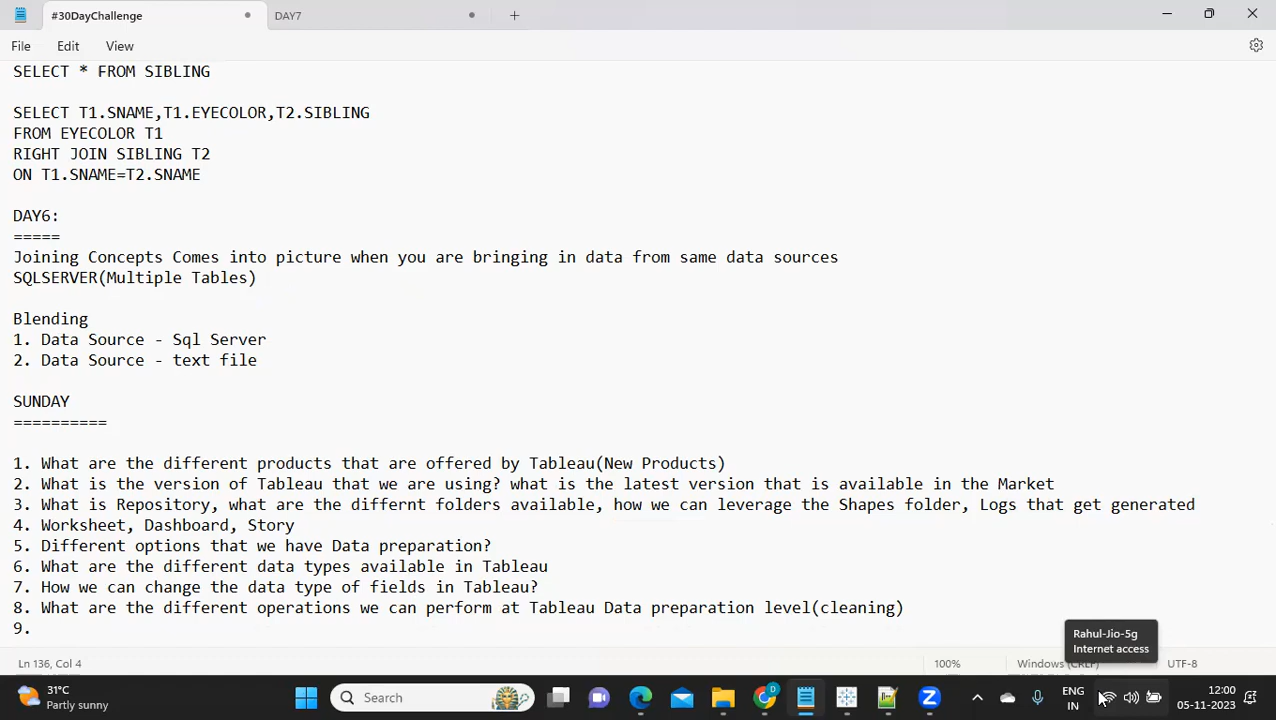 #30DayChallenge
DAY7
File Edit View
SELECT * FROM SIBLING
SELECT T1.SNAME,T1.EYECOLOR,T2.SIBLING
FROM EYECOLOR T1
RIGHT JOIN SIBLING T2
ON T1.SNAME=T2.SNAME
DAY6:
=====
Joining Concepts Comes into picture when you are bringing in data from same data sources
SQLSERVER(Multiple Tables)
Blending
1. Data Source - Sql Server
2. Data Source - text file
SUNDAY
==========
1. What are the different products that are offered by Tableau(New Products)
2. What is the version of Tableau that we are using? what is the latest version that is available in the Market
3. What is Repository, what are the differnt folders available, how we can leverage the Shapes folder, Logs that get generated
4. Worksheet, Dashboard, Story
5. Different options that we have Data preparation?
6. What are the different data types available in Tableau
7. How we can change the data type of fields in Tableau?
8. What are the different operations we can perform at Tableau Data preparation level(cleaning)
9.
Rahul-Jio-5g
Internet access
Ln 136, Col 4 100% Windows (CRLF) UTF-8
31°C
Partly sunny
Search
ENG
IN
12:00
05-11-2023